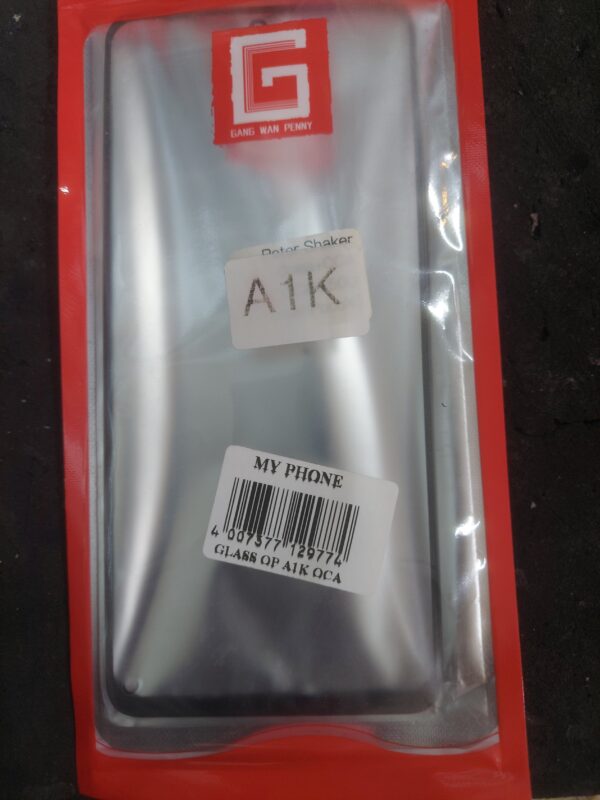 G
GANG WAN PENNY
Peter Shaker
A1K
MY PHONE
4 007377 129774
GLASS OP A1K OCA